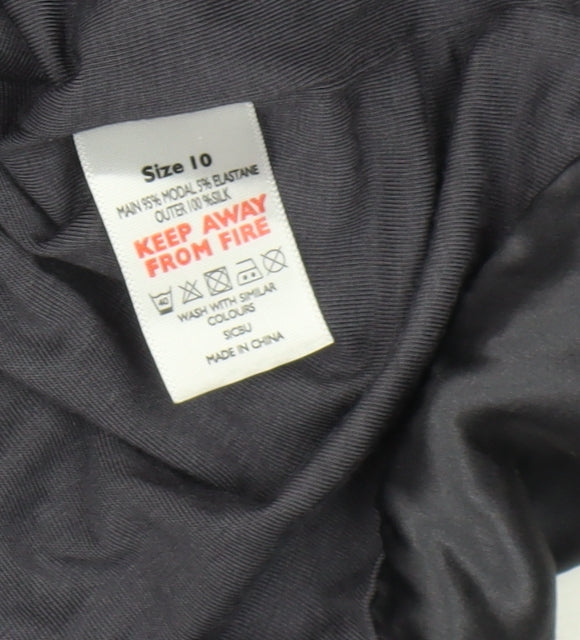 Size 10
MAIN 95% MODAL 5% ELASTANE
OUTER 100 %SILK
KEEP AWAY
FROM FIRE
40
WASH WITH SIMILAR
COLOURS
S/CBU
MADE IN CHINA